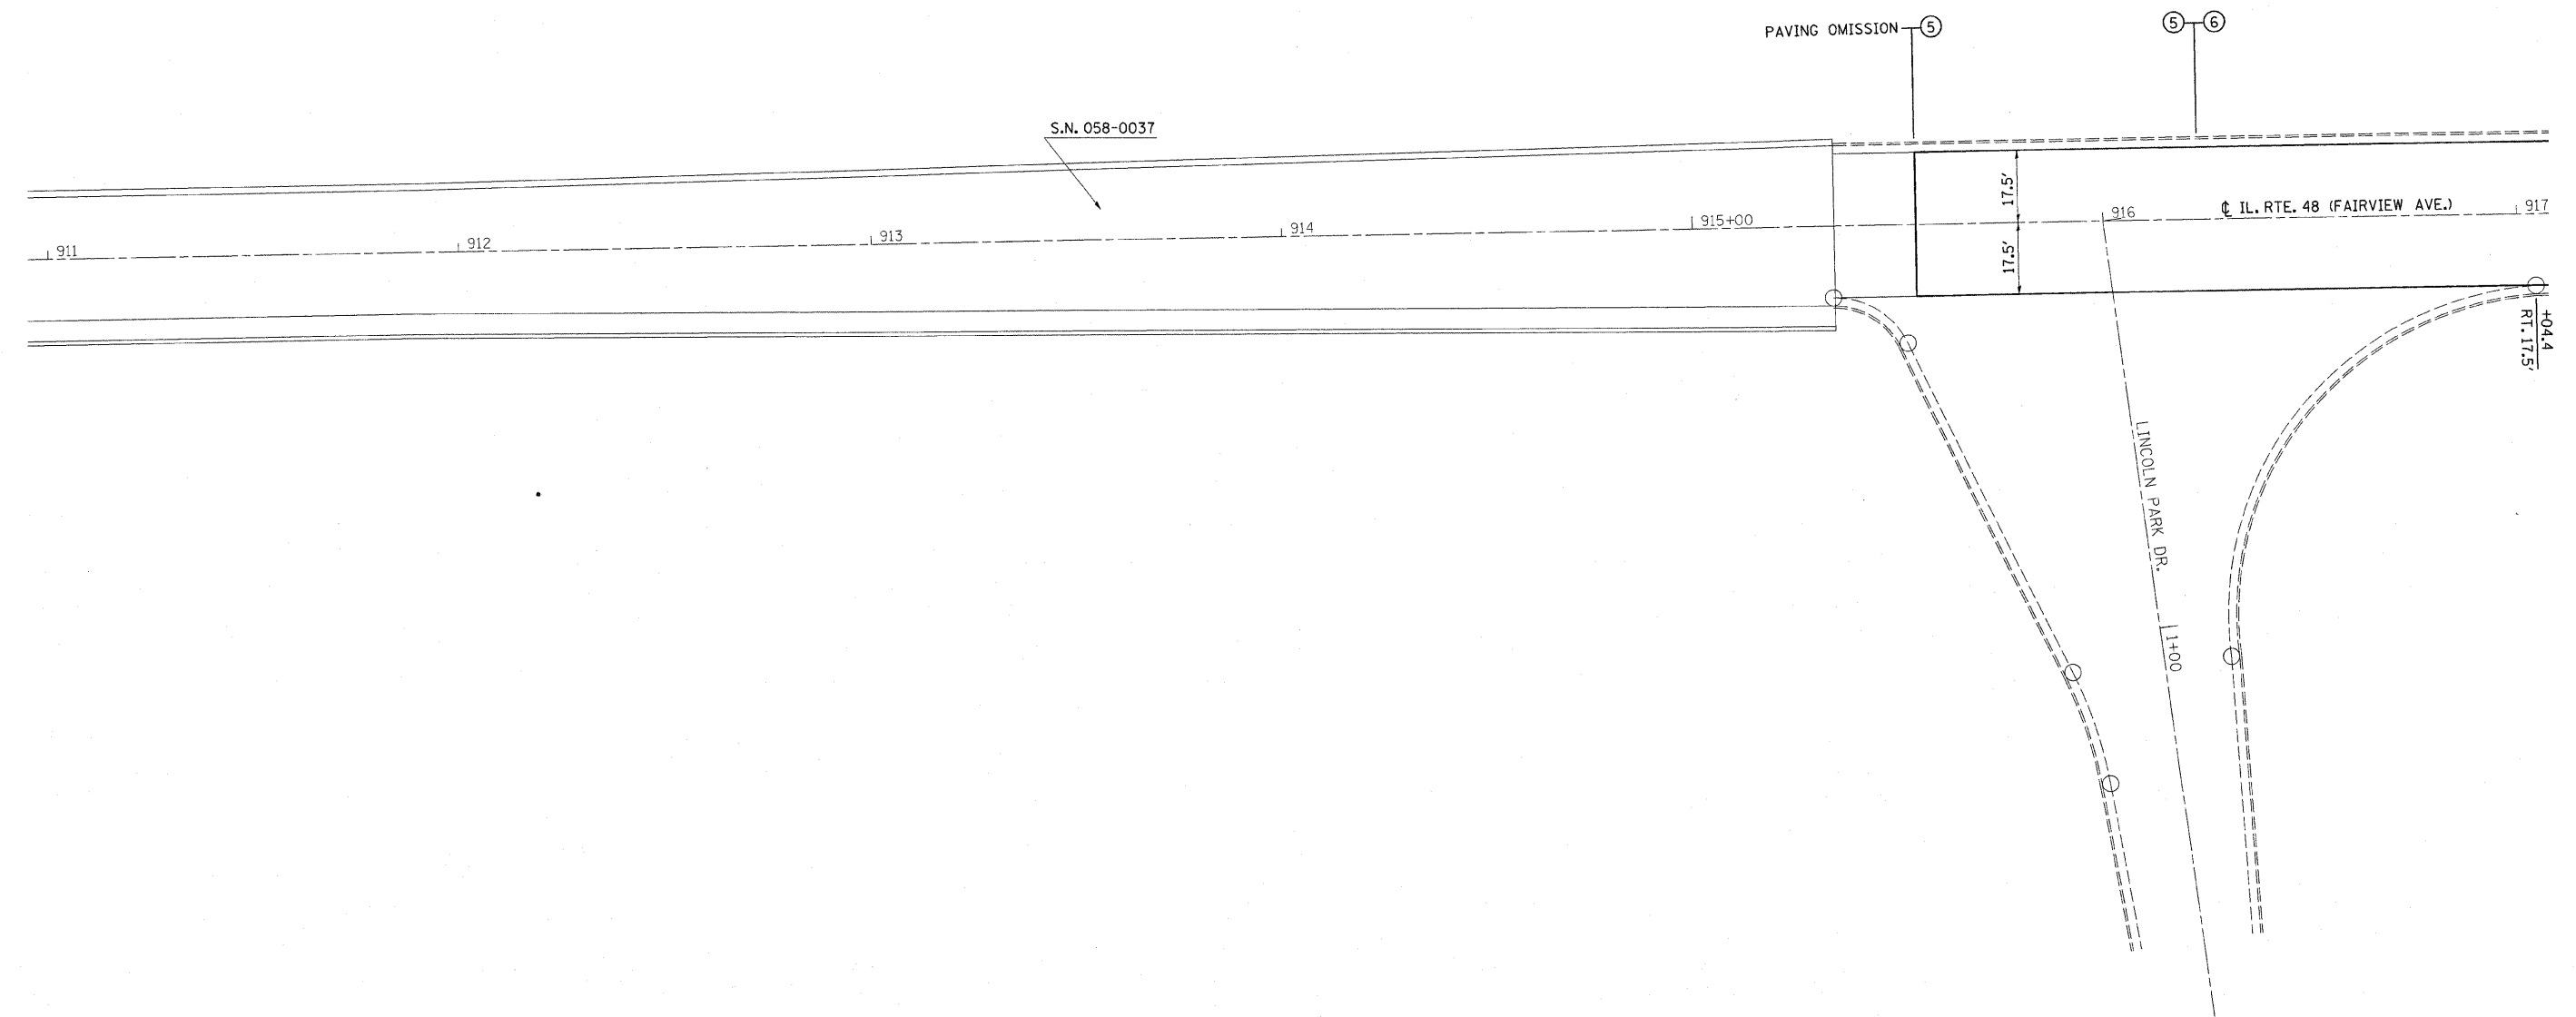 PAVING OMISSION 5
5 6
S.N. 058-0037
911
912
913
914
915+00
916
℄ IL. RTE. 48 (FAIRVIEW AVE.)
917
17.5'
17.5'
+04.4
RT. 17.5'
LINCOLN PARK DR.
1+00